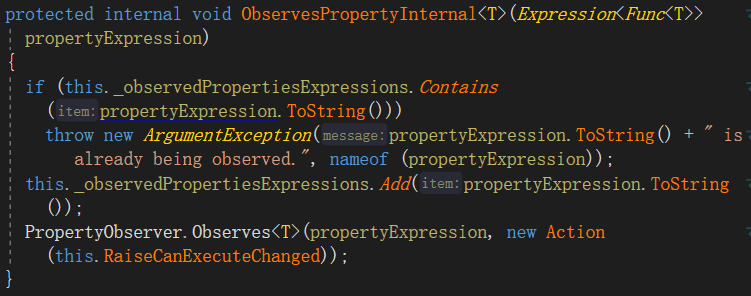 protected internal void ObservesPropertyInternal<T>(Expression<Func<T>>
propertyExpression)
{
if (this._observedPropertiesExpressions.Contains
(item:propertyExpression.ToString()))
throw new ArgumentException(message:propertyExpression.ToString() + " is
already being observed.", nameof (propertyExpression));
this._observedPropertiesExpressions.Add(item:propertyExpression.ToString
());
PropertyObserver.Observes<T>(propertyExpression, new Action
(this.RaiseCanExecuteChanged));
}